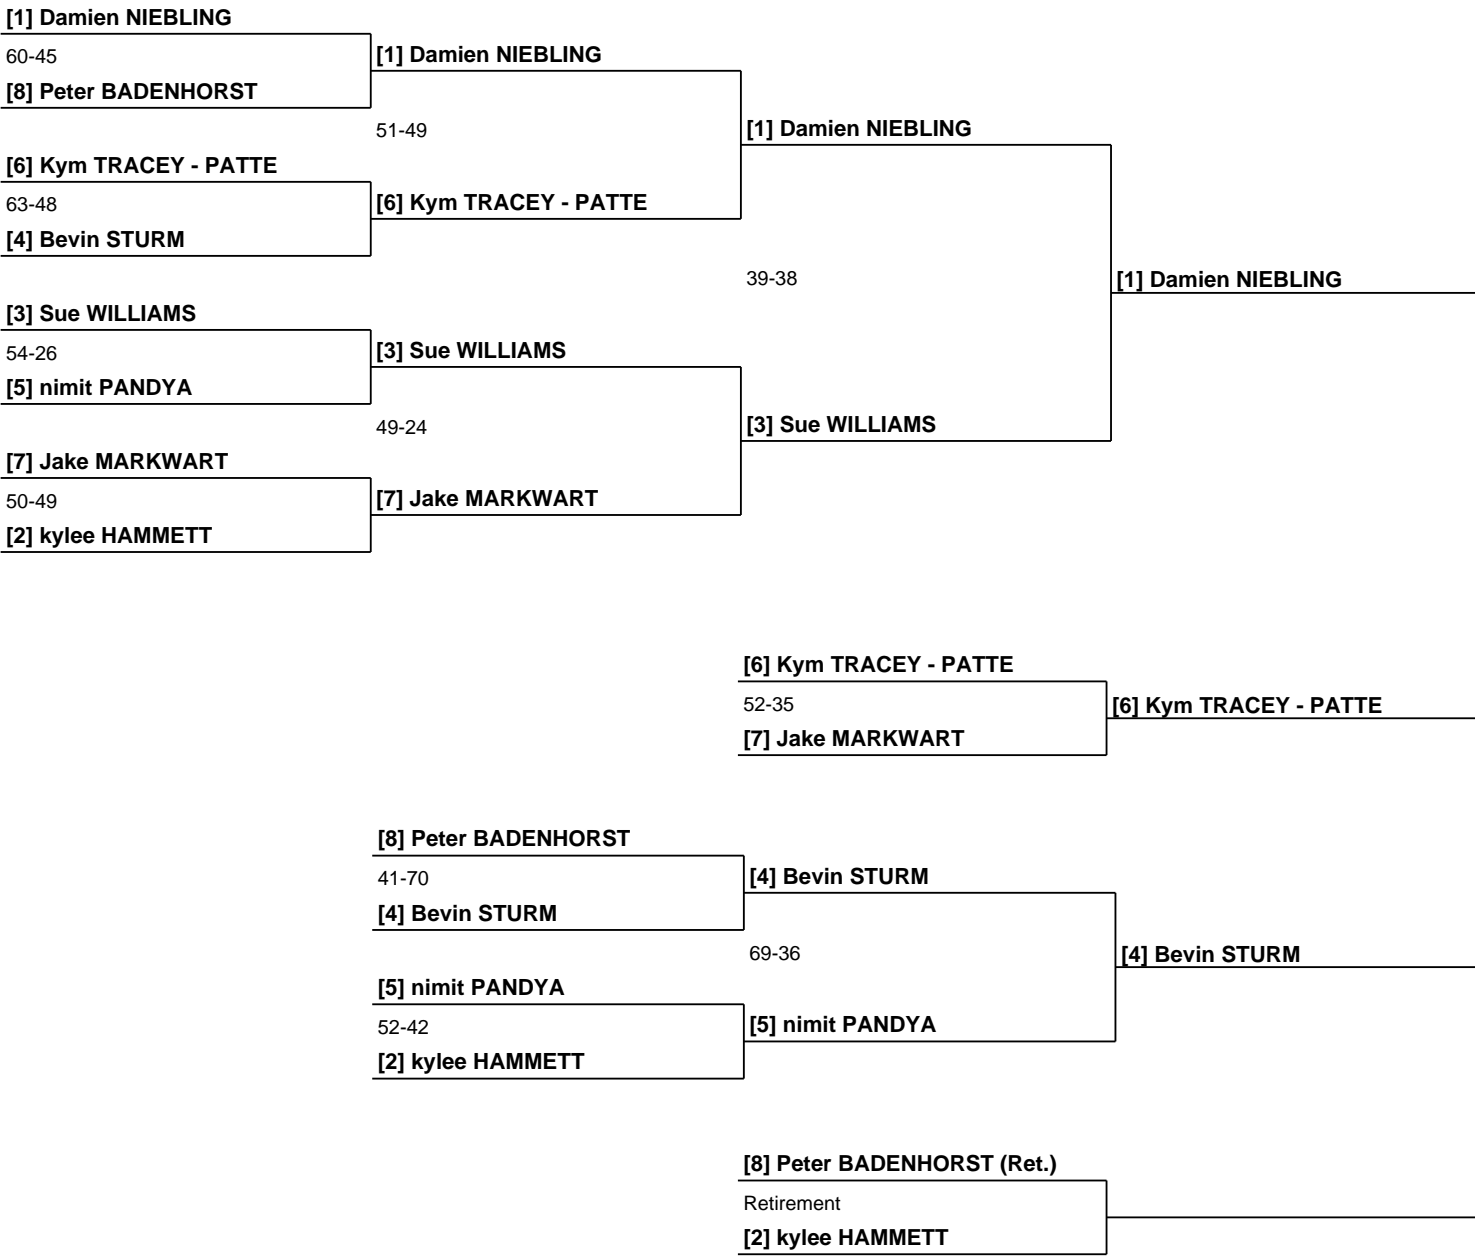 [1] Damien NIEBLING
60-45
[1] Damien NIEBLING
[8] Peter BADENHORST
51-49
[1] Damien NIEBLING
[6] Kym TRACEY - PATTE
63-48
[6] Kym TRACEY - PATTE
[4] Bevin STURM
39-38
[1] Damien NIEBLING
[3] Sue WILLIAMS
54-26
[3] Sue WILLIAMS
[5] nimit PANDYA
49-24
[3] Sue WILLIAMS
[7] Jake MARKWART
50-49
[7] Jake MARKWART
[2] kylee HAMMETT
[6] Kym TRACEY - PATTE
52-35
[6] Kym TRACEY - PATTE
[7] Jake MARKWART
[8] Peter BADENHORST
41-70
[4] Bevin STURM
[4] Bevin STURM
69-36
[4] Bevin STURM
[5] nimit PANDYA
52-42
[5] nimit PANDYA
[2] kylee HAMMETT
[8] Peter BADENHORST (Ret.)
Retirement
[2] kylee HAMMETT